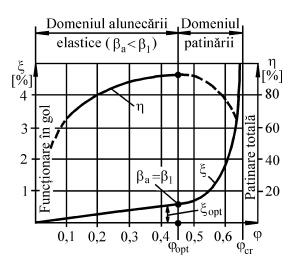 Domeniul alunecării
elastice (βa<β1)
Domeniul
patinării
ξ
[%]
η
[%]
4
3
2
1
80
60
40
20
Funcționare în gol
Patinare totală
η
ξ
βa=β1
ξopt
0,1
0,2
0,3
0,4
0,5
0,6
φ
φopt
φcr